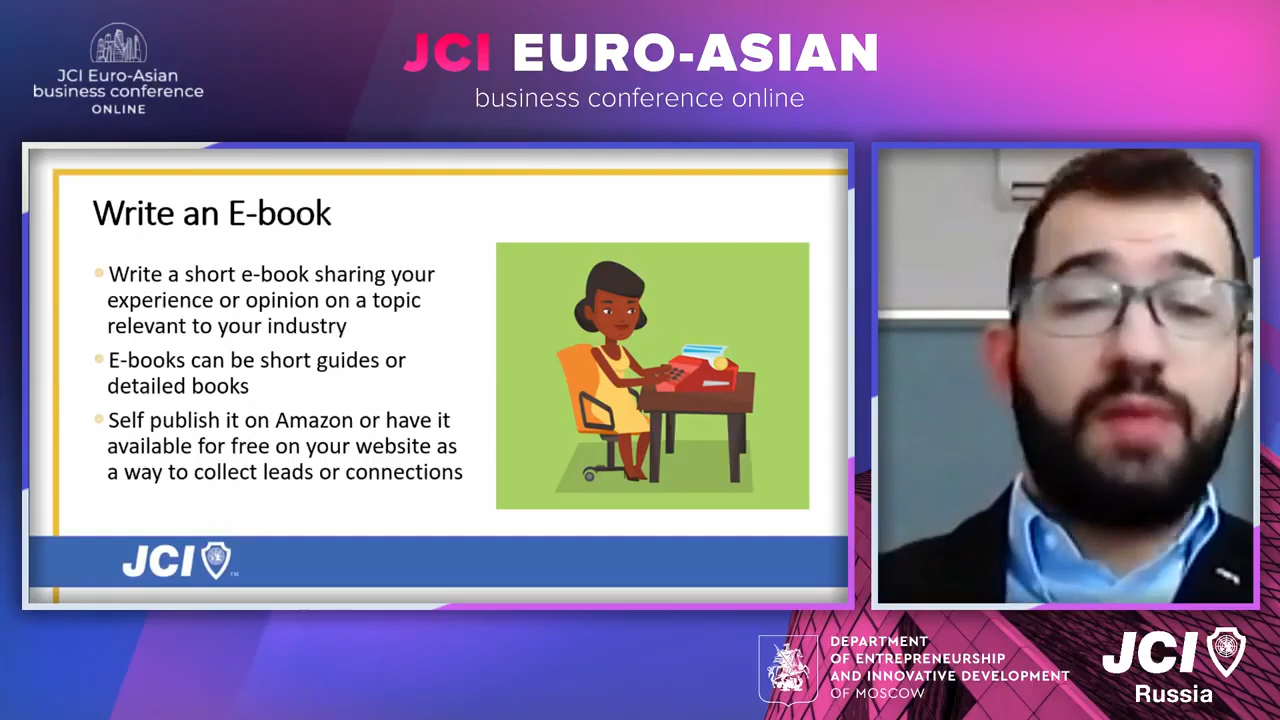 JCI Euro-Asian
business conference
ONLINE
JCI EURO-ASIAN
business conference online
Write an E-book
Write a short e-book sharing your
experience or opinion on a topic
relevant to your industry
E-books can be short guides or
detailed books
Self publish it on Amazon or have it
available for free on your website as
a way to collect leads or connections
JCI
TM
DEPARTMENT
OF ENTREPRENEURSHIP
AND INNOVATIVE DEVELOPMENT
OF MOSCOW
JCI
Russia